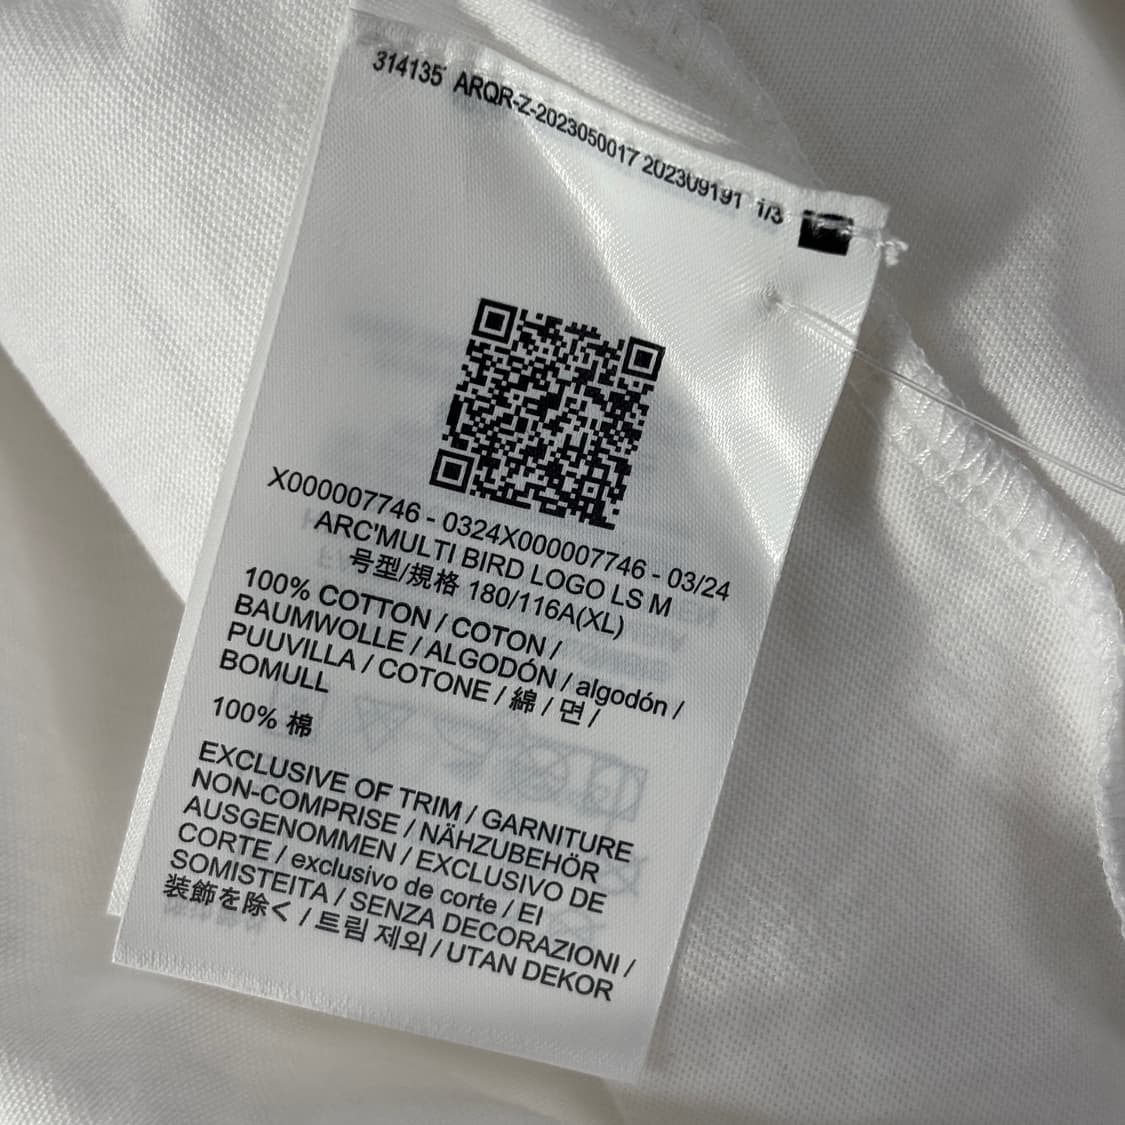 314135 ARQR-Z-2023050017 202309191 1/3
X000007746 - 0324X000007746 - 03/24
ARC'MULTI BIRD LOGO LS M
号型/規格 180/116A(XL)
100% COTTON / COTON /
BAUMWOLLE / ALGODÓN / algodón /
PUUVILLA / COTONE / 綿 / 면 /
BOMULL
100% 棉
EXCLUSIVE OF TRIM / GARNITURE
NON-COMPRISE / NÄHZUBEHÖR
AUSGENOMMEN / EXCLUSIVO DE
CORTE / exclusivo de corte / EI
SOMISTEITA / SENZA DECORAZIONI /
装飾を除く / 트림 제외 / UTAN DEKOR